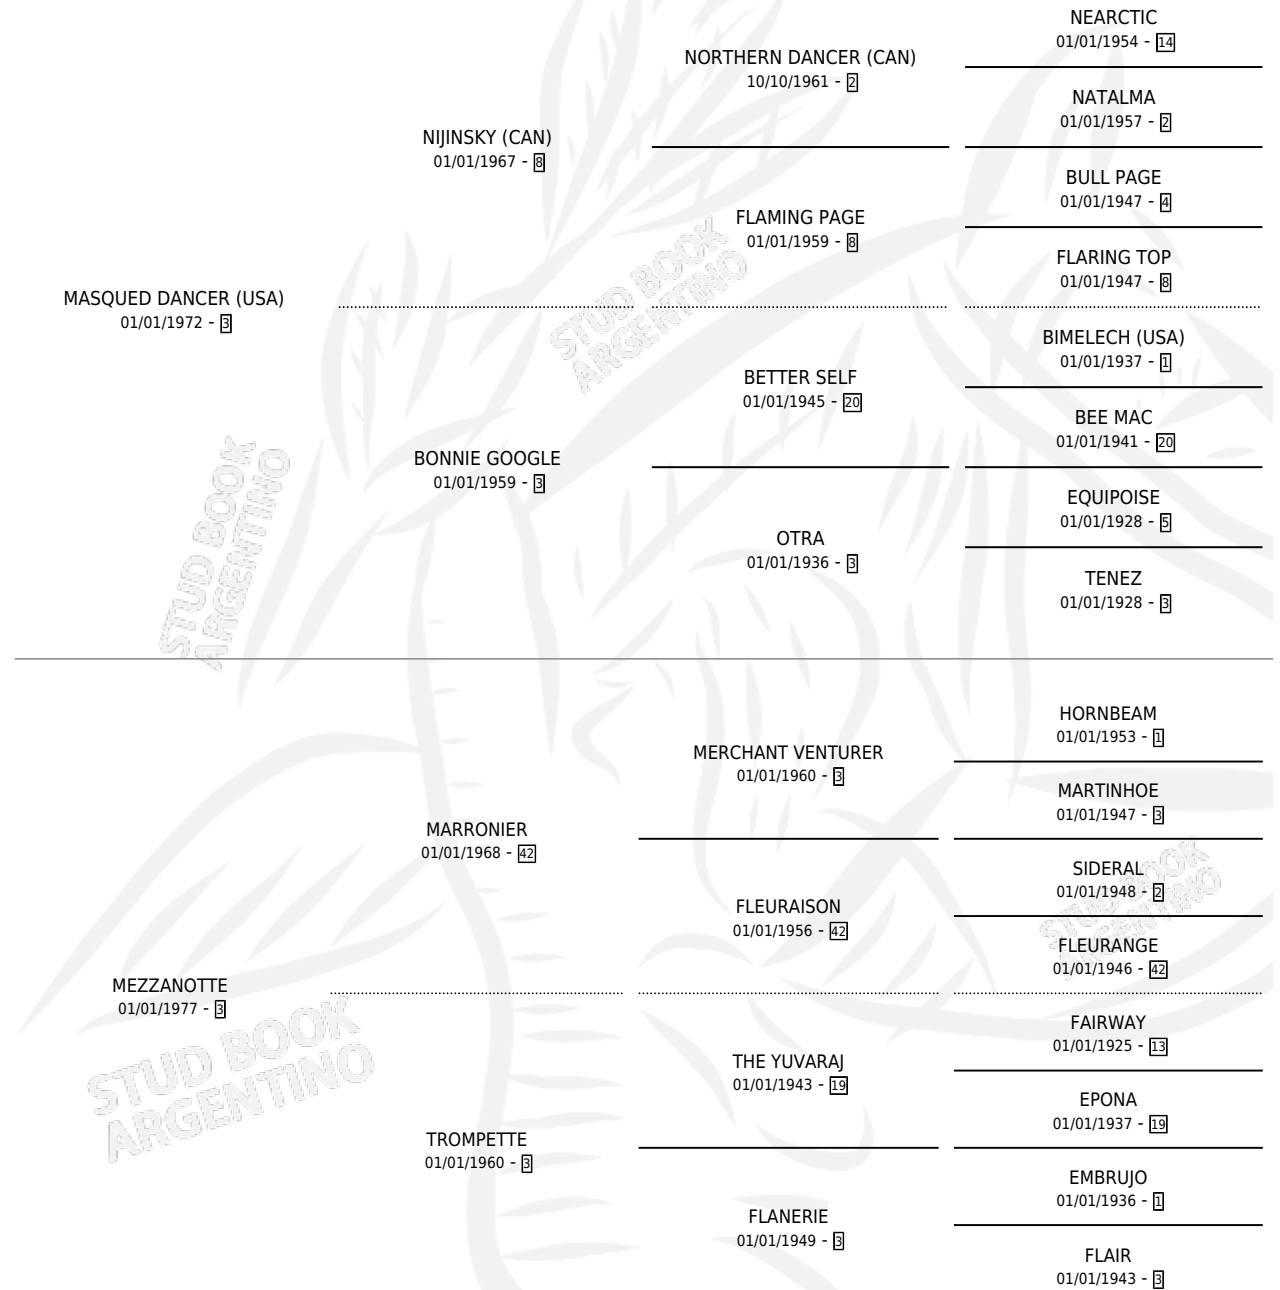 NEARCTIC
01/01/1954 - 14
NORTHERN DANCER (CAN)
10/10/1961 - 2
NATALMA
01/01/1957 - 2
NIJINSKY (CAN)
01/01/1967 - 8
BULL PAGE
01/01/1947 - 4
FLAMING PAGE
01/01/1959 - 8
FLARING TOP
01/01/1947 - 8
MASQUED DANCER (USA)
01/01/1972 - 3
BIMELECH (USA)
01/01/1937 - 1
BETTER SELF
01/01/1945 - 20
BEE MAC
01/01/1941 - 20
BONNIE GOOGLE
01/01/1959 - 3
EQUIPOISE
01/01/1928 - 5
OTRA
01/01/1936 - 3
TENEZ
01/01/1928 - 3
HORNBEAM
01/01/1953 - 1
MERCHANT VENTURER
01/01/1960 - 3
MARTINHOE
01/01/1947 - 3
MARRONIER
01/01/1968 - 42
SIDERAL
01/01/1948 - 2
FLEURAISON
01/01/1956 - 42
FLEURANGE
01/01/1946 - 42
MEZZANOTTE
01/01/1977 - 3
FAIRWAY
01/01/1925 - 13
THE YUVARAJ
01/01/1943 - 19
EPONA
01/01/1937 - 19
TROMPETTE
01/01/1960 - 3
EMBRUJO
01/01/1936 - 1
FLANERIE
01/01/1949 - 3
FLAIR
01/01/1943 - 3
STUD BOOK
ARGENTINO
STUD BOOK
ARGENTINO
STUD BOOK
ARGENTINO
STUD BOOK
ARGENTINO